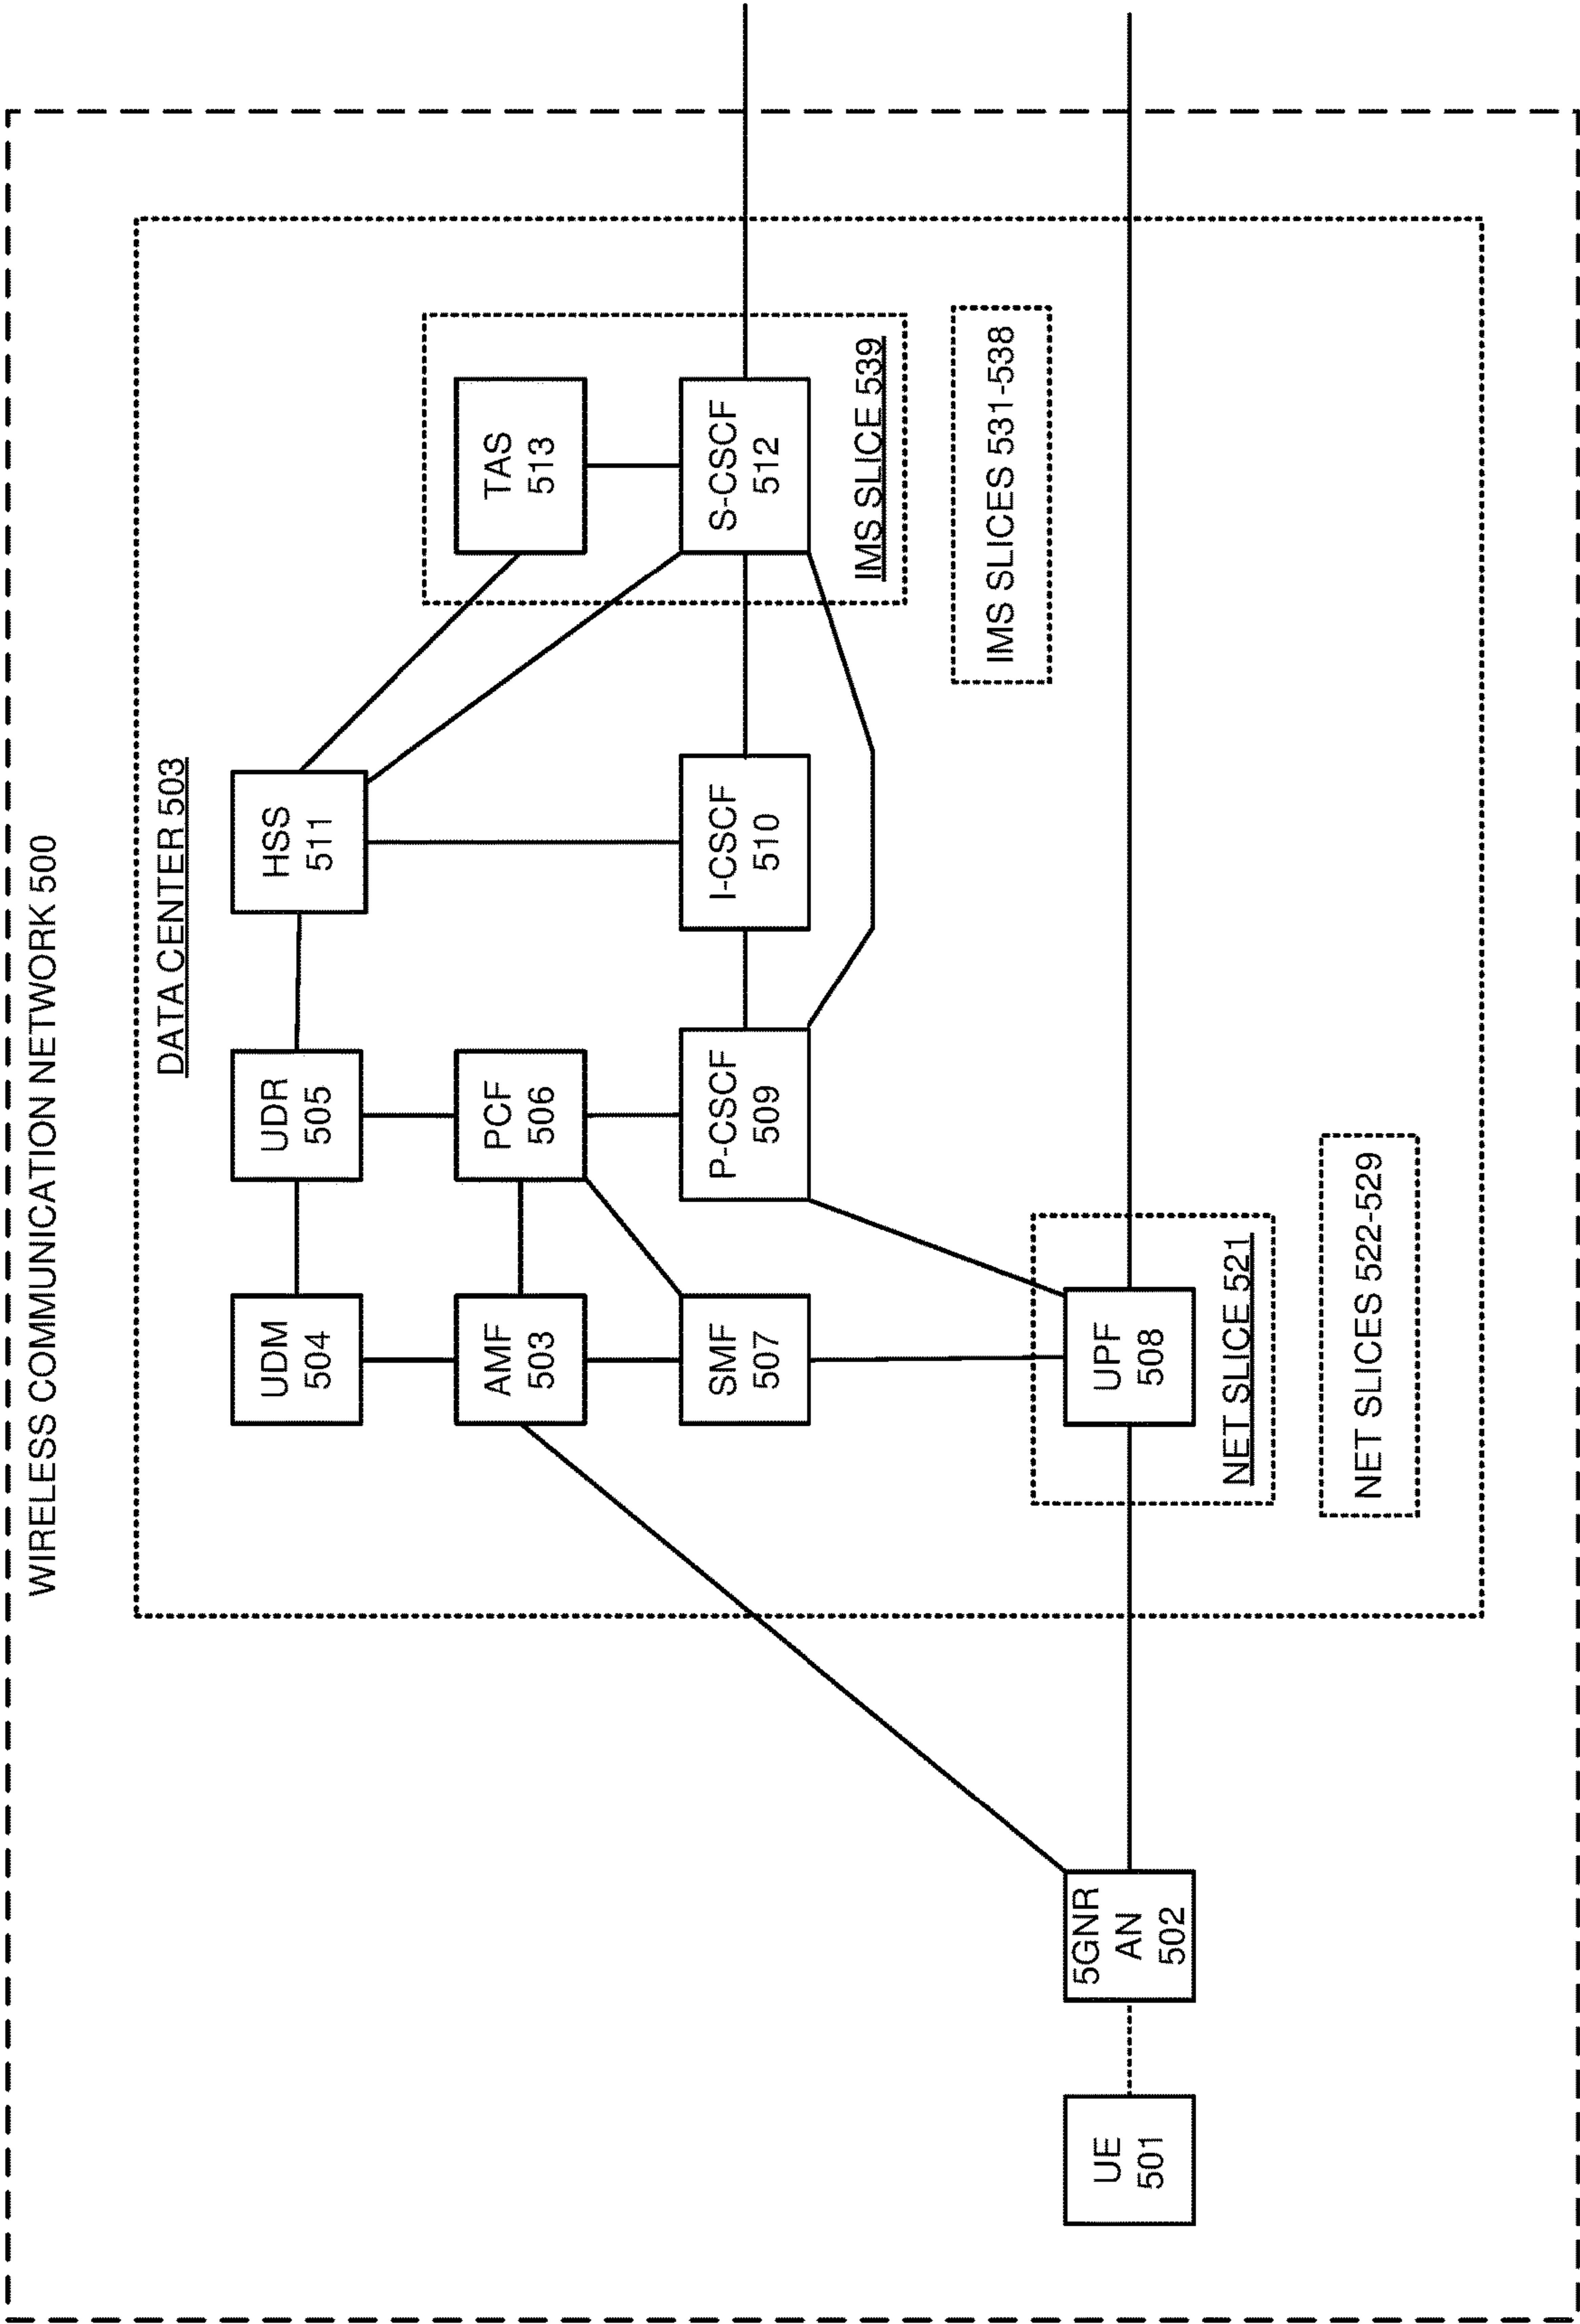 WIRELESS COMMUNICATION NETWORK 500
DATA CENTER 503
UDM
504
UDR
505
HSS
511
AMF
503
PCF
506
TAS
513
SMF
507
P-CSCF
509
I-CSCF
510
S-CSCF
512
IMS SLICE 539
IMS SLICES 531-538
UE
501
5GNR
AN
502
UPF
508
NET SLICE 521
NET SLICES 522-529